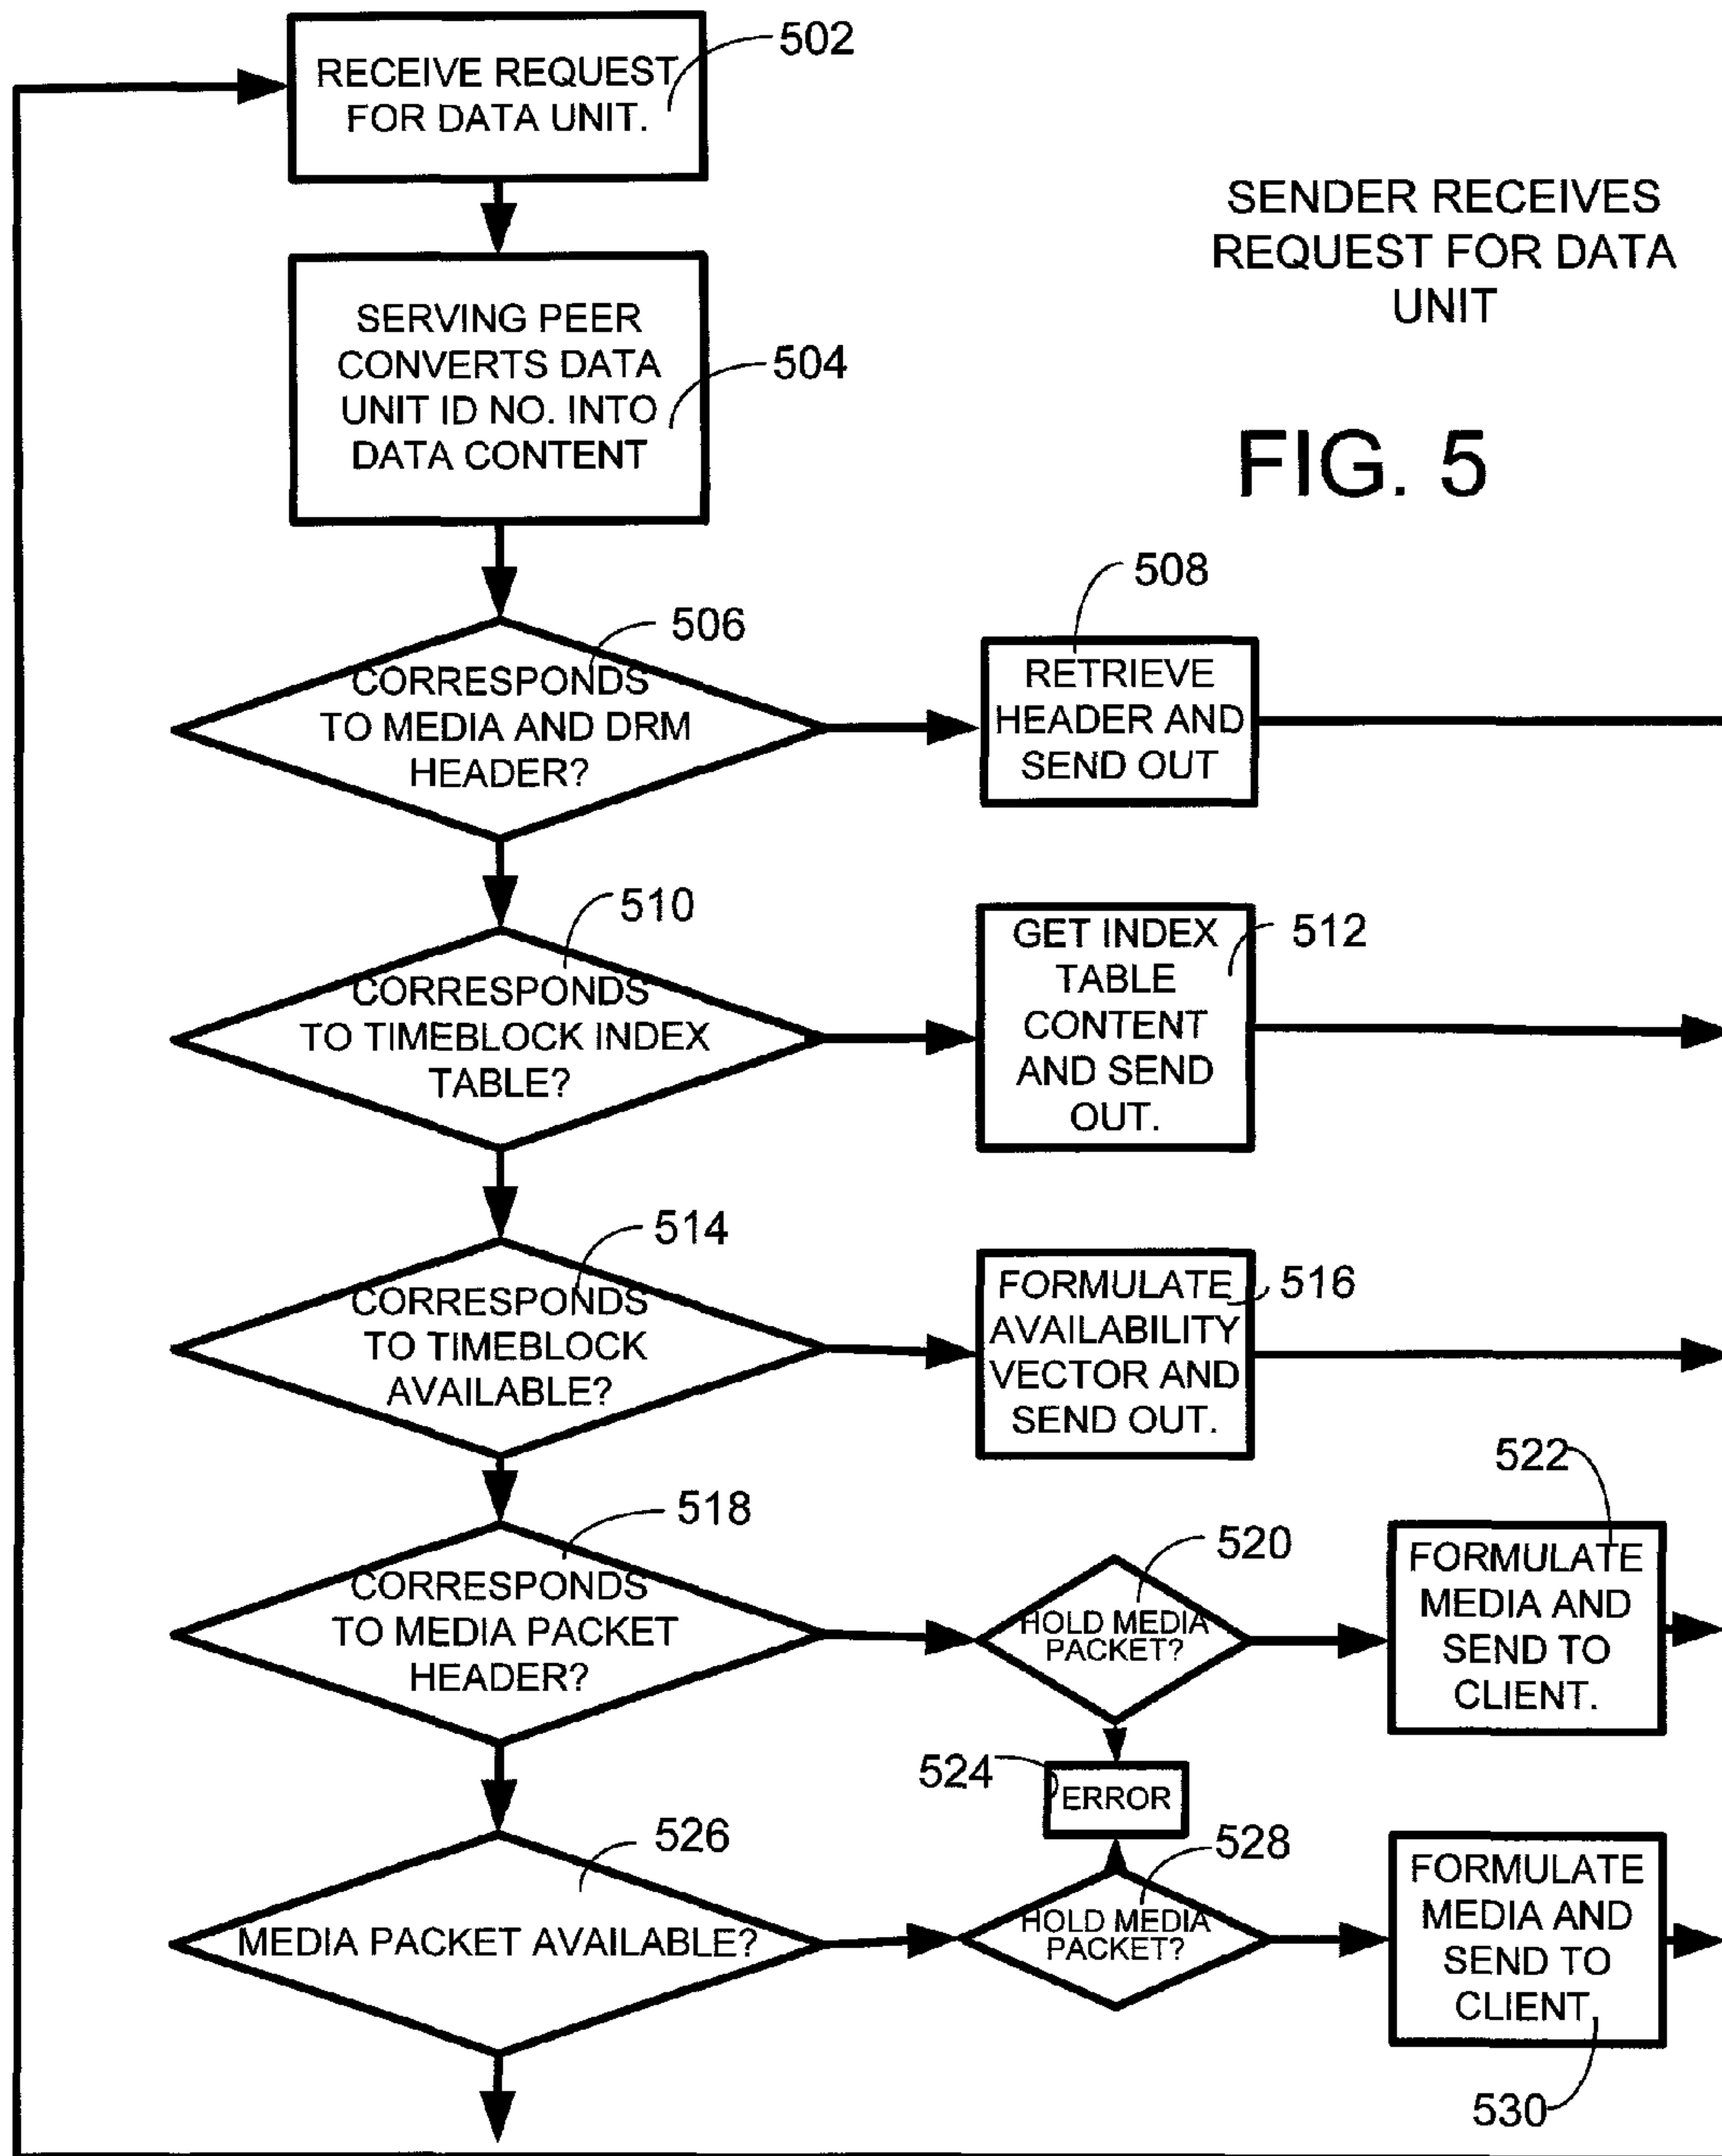 RECEIVE REQUEST
FOR DATA UNIT.
502
SENDER RECEIVES
REQUEST FOR DATA
UNIT
SERVING PEER
CONVERTS DATA
UNIT ID NO. INTO
DATA CONTENT
504
FIG. 5
506
CORRESPONDS
TO MEDIA AND DRM
HEADER?
508
RETRIEVE
HEADER AND
SEND OUT
510
CORRESPONDS
TO TIMEBLOCK INDEX
TABLE?
GET INDEX
TABLE
CONTENT
AND SEND
OUT.
512
514
CORRESPONDS
TO TIMEBLOCK
AVAILABLE?
FORMULATE
AVAILABILITY
VECTOR AND
SEND OUT.
516
518
CORRESPONDS
TO MEDIA PACKET
HEADER?
520
HOLD MEDIA
PACKET?
522
FORMULATE
MEDIA AND
SEND TO
CLIENT.
524
ERROR
526
MEDIA PACKET AVAILABLE?
528
HOLD MEDIA
PACKET?
FORMULATE
MEDIA AND
SEND TO
CLIENT
530